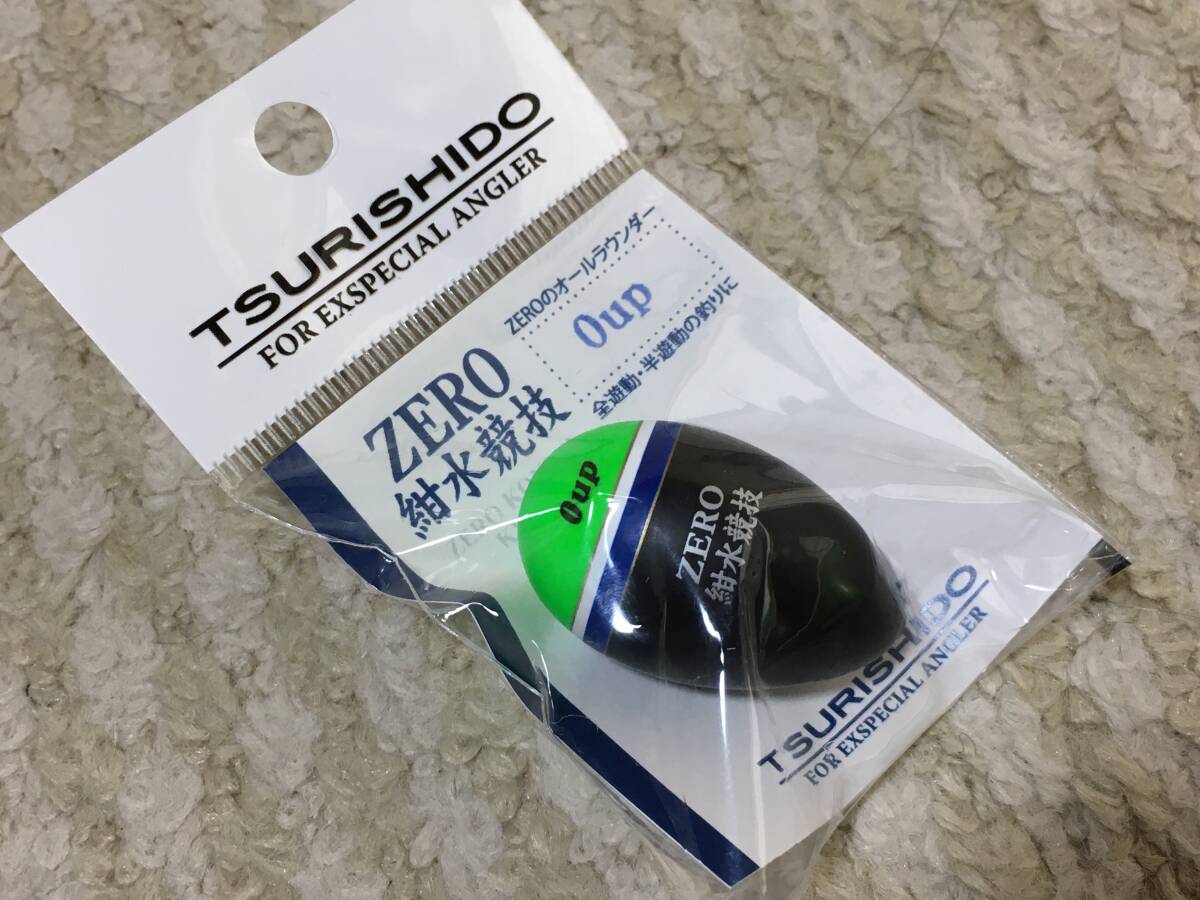 TSURISHIDO
FOR EXSPECIAL ANGLER
ZERO
紺水競技
ZEROのオールラウンダー
0up
全遊動・半遊動の釣りに
0up
ZERO
紺水競技
TSURISHIDO
FOR EXSPECIAL ANGLER